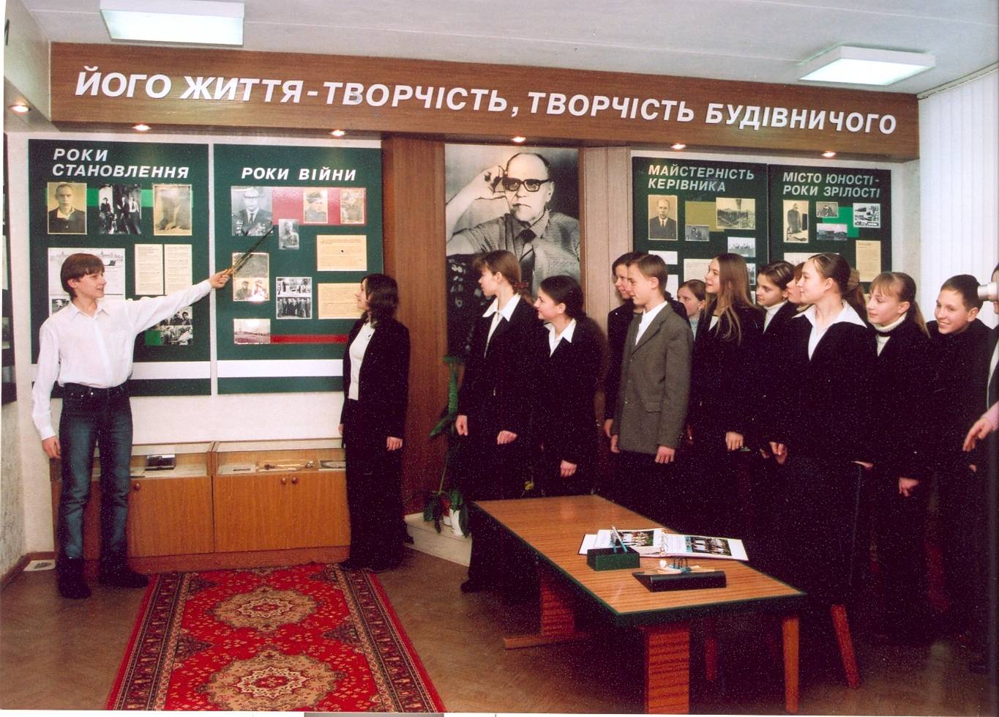 ЙОГО ЖИТТЯ - ТВОРЧІСТЬ, ТВОРЧІСТЬ БУДІВНИЧОГО
РОКИ
СТАНОВЛЕННЯ
РОКИ ВІЙНИ
МАЙСТЕРНІСТЬ
КЕРІВНИКА
МІСТО ЮНОСТІ -
РОКИ ЗРІЛОСТІ